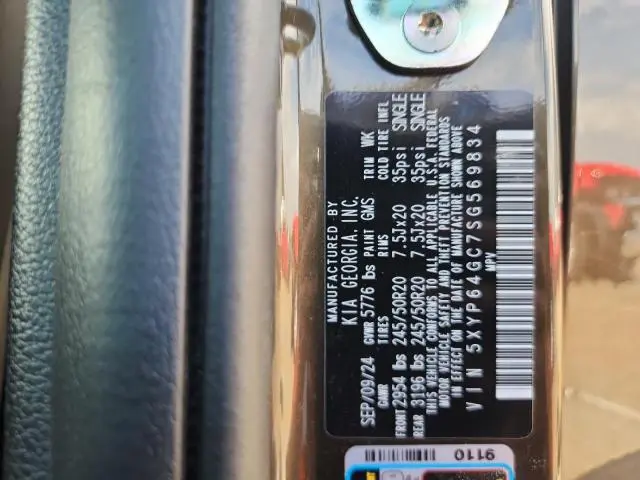 MANUFACTURED BY
KIA GEORGIA, INC.
SEP/09/24 GVWR 5776 lbs PAINT GMS TRIM WK
GAWR TIRES RIMS COLD TIRE INFL
FRONT 2954 lbs 245/50R20 7.5Jx20 35psi SINGLE
REAR 3196 lbs 245/50R20 7.5Jx20 35psi SINGLE
THIS VEHICLE CONFORMS TO ALL APPLICABLE U.S.A. FEDERAL
MOTOR VEHICLE SAFETY AND THEFT PREVENTION STANDARDS
IN EFFECT ON THE DATE OF MANUFACTURE SHOWN ABOVE
VIN 5XYP64GC7SG569834
MPV
9110